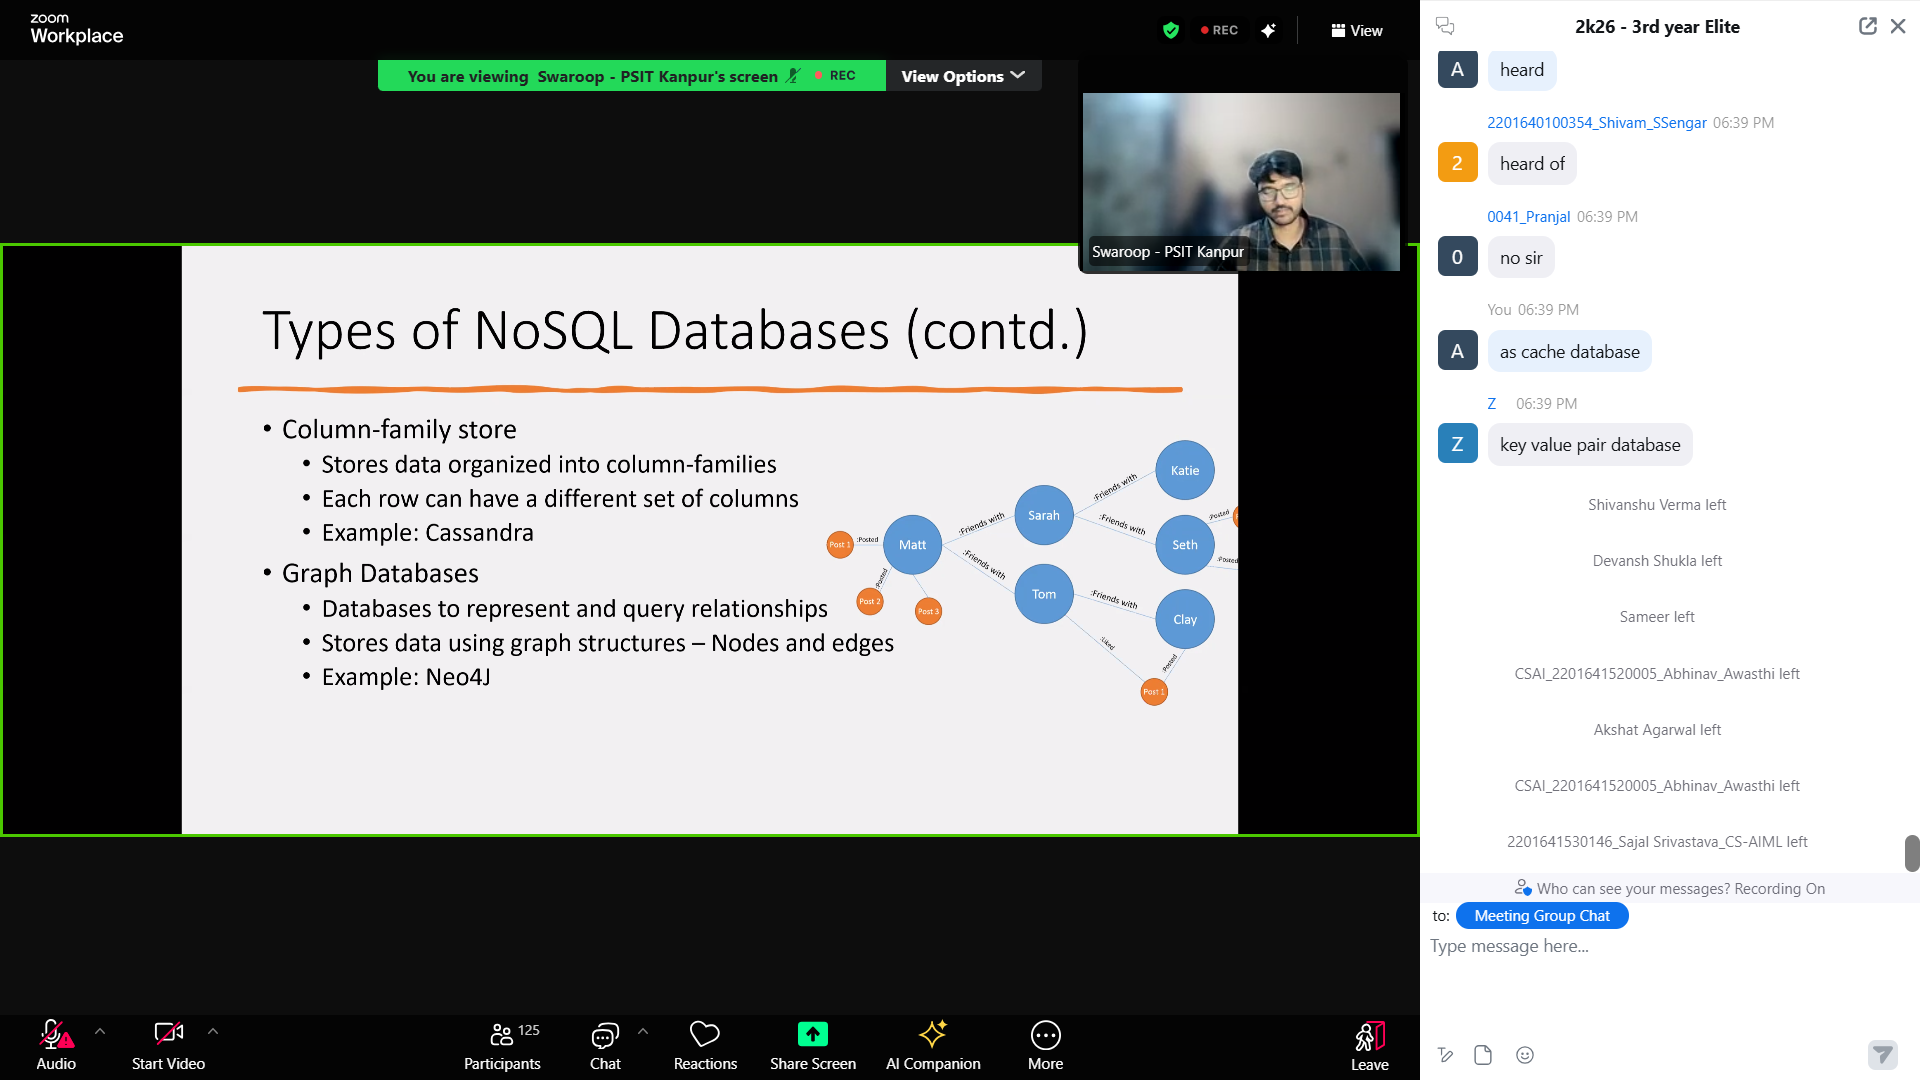 zoom
Workplace
REC
View
You are viewing Swaroop - PSIT Kanpur's screen REC
View Options
Swaroop - PSIT Kanpur
Types of NoSQL Databases (contd.)
• Column-family store
• Stores data organized into column-families
• Each row can have a different set of columns
• Example: Cassandra
• Graph Databases
• Databases to represent and query relationships
• Stores data using graph structures – Nodes and edges
• Example: Neo4J
Katie
:Friends with
Sarah
:Friends with
:Friends with
:Posted
Seth
:Posted
Post 1
:Posted
Matt
:Friends with
:Posted
Post 2
Post 3
Tom
:Friends with
Clay
:Liked
:Posted
Post 1
2k26 - 3rd year Elite
A
heard
2201640100354_Shivam_SSengar 06:39 PM
2
heard of
0041_Pranjal 06:39 PM
0
no sir
You 06:39 PM
A
as cache database
Z 06:39 PM
Z
key value pair database
Shivanshu Verma left
Devansh Shukla left
Sameer left
CSAI_2201641520005_Abhinav_Awasthi left
Akshat Agarwal left
CSAI_2201641520005_Abhinav_Awasthi left
2201641530146_Sajal Srivastava_CS-AIML left
Who can see your messages? Recording On
to: Meeting Group Chat
Type message here...
Audio
Start Video
125
Participants
Chat
Reactions
Share Screen
AI Companion
More
Leave